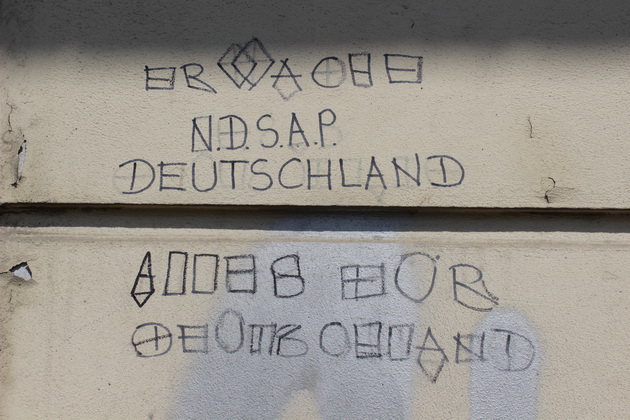 ERWACHE
N.D.S.A.P.
DEUTSCHLAND
ALLES FÜR
DEUTSCHLAND